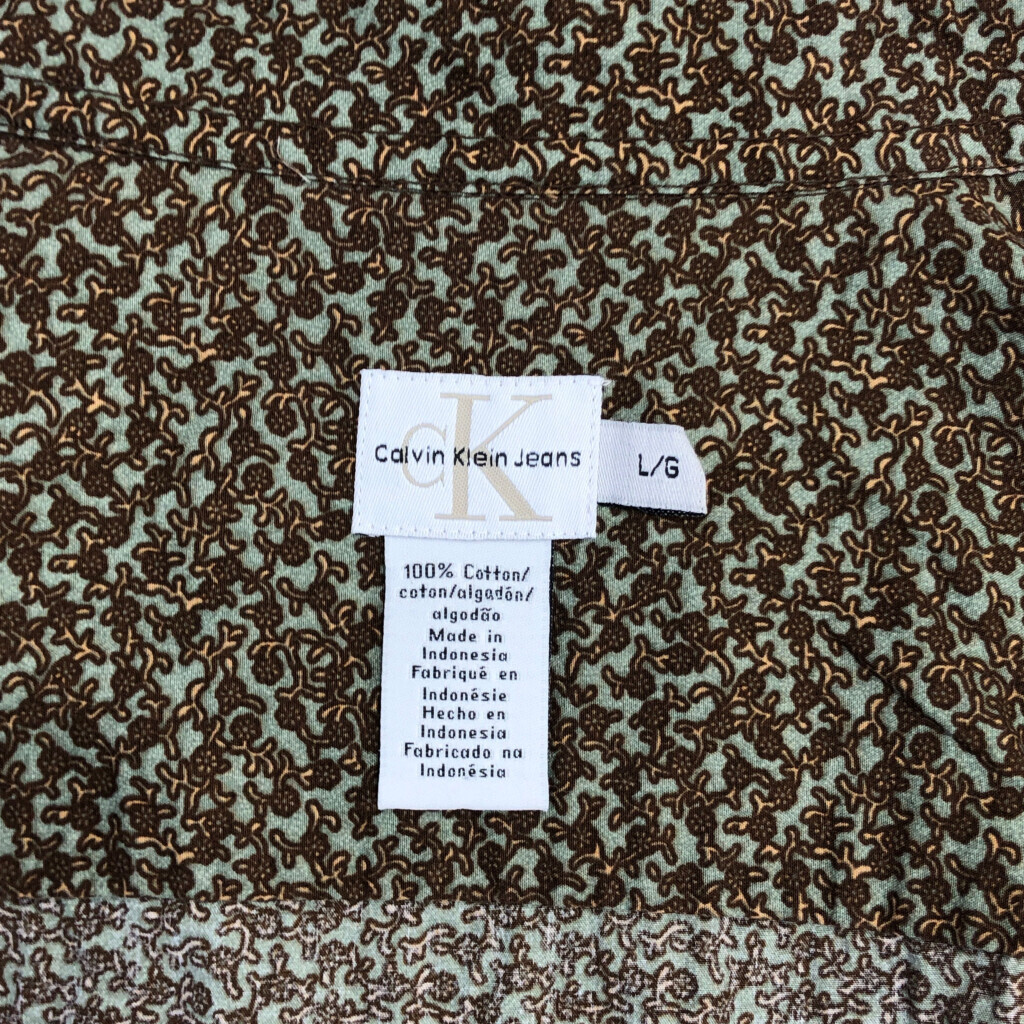 CK
Calvin Klein Jeans
L/G
100% Cotton/
coton/algodón/
algodão
Made in
Indonesia
Fabriqué en
Indonésie
Hecho en
Indonesia
Fabricado na
Indonésia